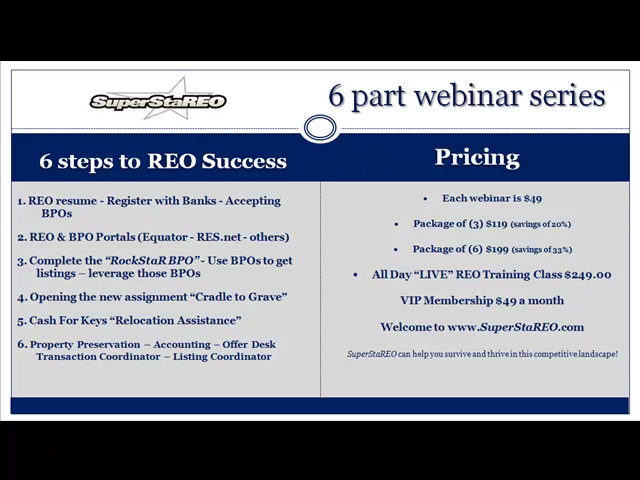 SuperStaREO
6 part webinar series
6 steps to REO Success
Pricing
1. REO resume - Register with Banks - Accepting
BPOs
2. REO & BPO Portals (Equator - RES.net - others)
3. Complete the “RockStaR BPO” - Use BPOs to get
listings – leverage those BPOs
4. Opening the new assignment “Cradle to Grave”
5. Cash For Keys “Relocation Assistance”
6. Property Preservation – Accounting – Offer Desk
Transaction Coordinator – Listing Coordinator
• Each webinar is $49
• Package of (3) $119 (savings of 20%)
• Package of (6) $199 (savings of 33%)
• All Day “LIVE” REO Training Class $249.00
VIP Membership $49 a month
Welcome to www.SuperStaREO.com
SuperStaREO can help you survive and thrive in this competitive landscape!